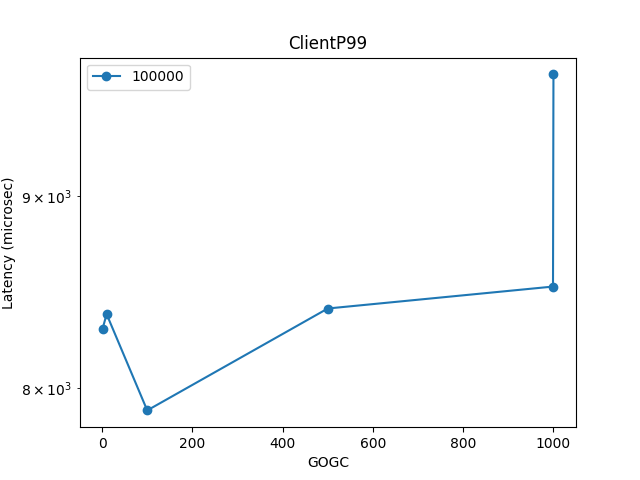 ClientP99
100000
Latency (microsec)
9 × 10³
8 × 10³
0 200 400 600 800 1000
GOGC